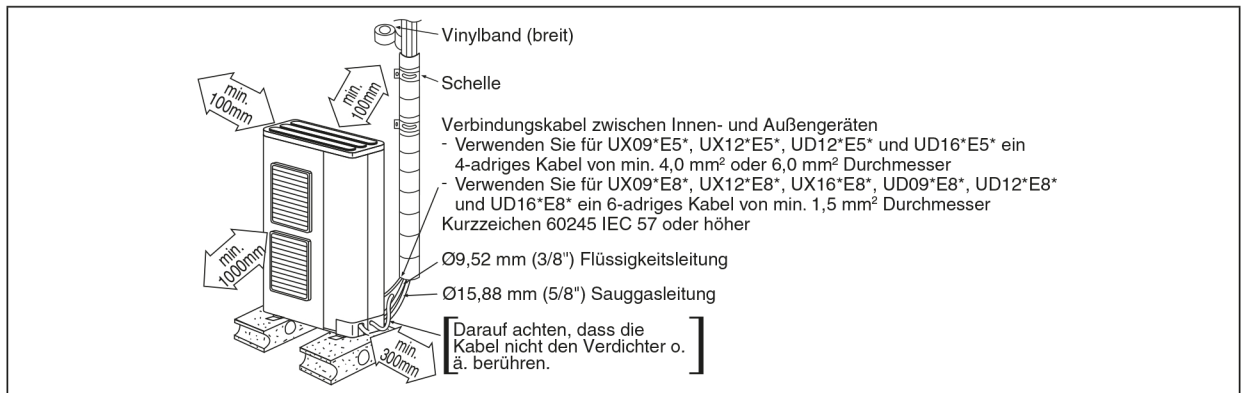 Vinylband (breit)
Schelle
min.
100mm
min.
100mm
Verbindungskabel zwischen Innen- und Außengeräten
- Verwenden Sie für UX09*E5*, UX12*E5*, UD12*E5* und UD16*E5* ein
4-adriges Kabel von min. 4,0 mm² oder 6,0 mm² Durchmesser
- Verwenden Sie für UX09*E8*, UX12*E8*, UX16*E8*, UD09*E8*, UD12*E8*
und UD16*E8* ein 6-adriges Kabel von min. 1,5 mm² Durchmesser
Kurzzeichen 60245 IEC 57 oder höher
min.
1000mm
Ø9,52 mm (3/8") Flüssigkeitsleitung
Ø15,88 mm (5/8") Sauggasleitung
Darauf achten, dass die
Kabel nicht den Verdichter o.
ä. berühren.
min.
300mm